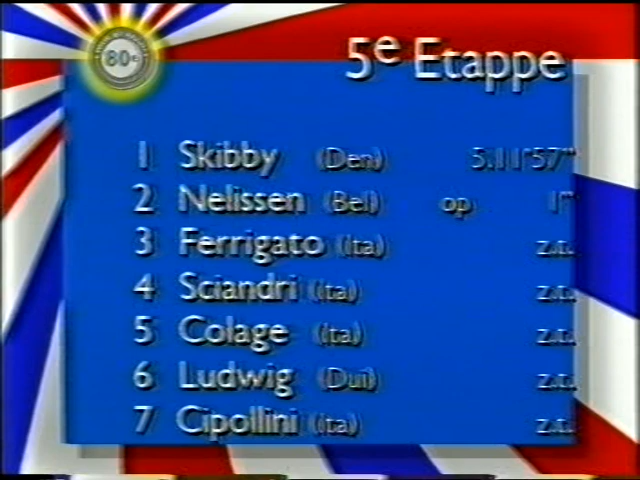 80e
5e Etappe
1 Skibby (Den) 5.11'57"
2 Nelissen (Bel) op 1"
3 Ferrigato (Ita) z.t.
4 Sciandri (Ita) z.t.
5 Colage (Ita) z.t.
6 Ludwig (Dui) z.t.
7 Cipollini (Ita) z.t.